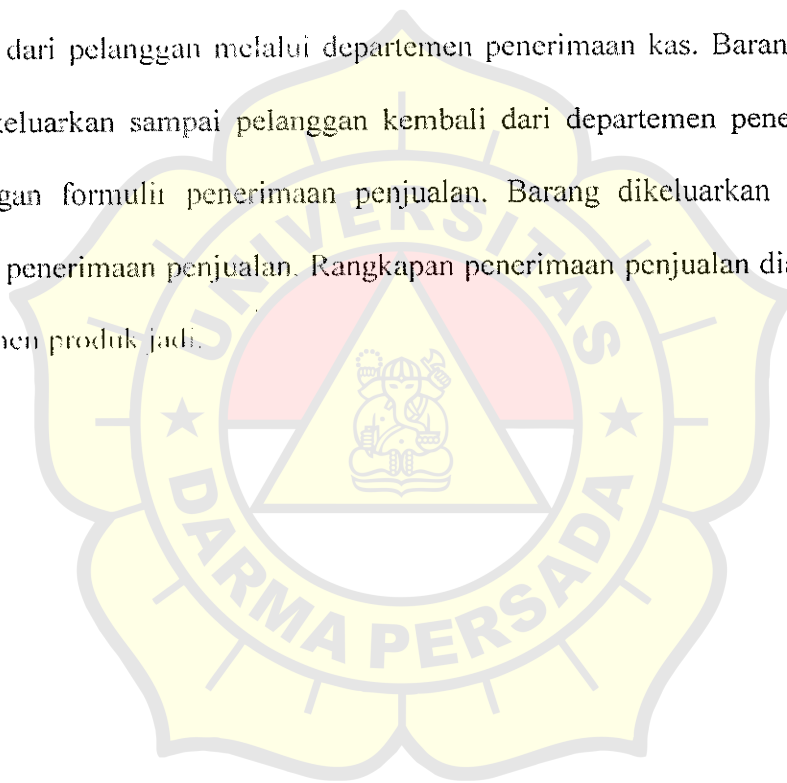 dari pelanggan melalui departemen penerimaan kas. Baran
keluarkan sampai pelanggan kembali dari departemen pene
gan formulir penerimaan penjualan. Barang dikeluarkan
penerimaan penjualan. Rangkapan penerimaan penjualan dia
nen produk jadi.
UNIVERSITAS
DARMA PERSADA